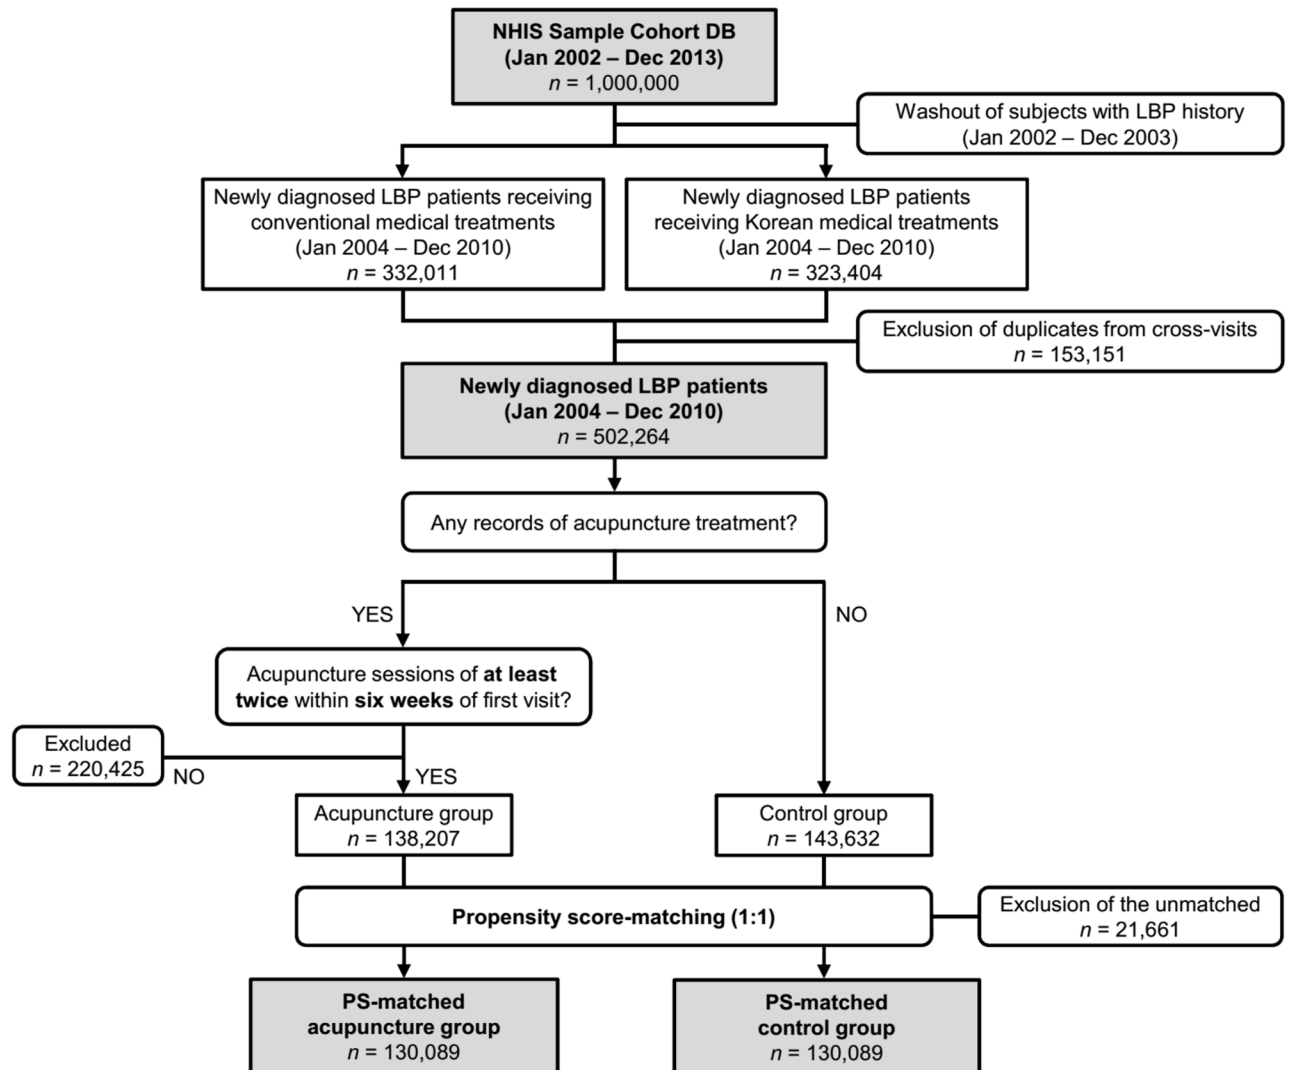 NHIS Sample Cohort DB
(Jan 2002 – Dec 2013)
n = 1,000,000
Washout of subjects with LBP history
(Jan 2002 – Dec 2003)
Newly diagnosed LBP patients receiving
conventional medical treatments
(Jan 2004 – Dec 2010)
n = 332,011
Newly diagnosed LBP patients
receiving Korean medical treatments
(Jan 2004 – Dec 2010)
n = 323,404
Exclusion of duplicates from cross-visits
n = 153,151
Newly diagnosed LBP patients
(Jan 2004 – Dec 2010)
n = 502,264
Any records of acupuncture treatment?
YES
NO
Acupuncture sessions of at least
twice within six weeks of first visit?
Excluded
n = 220,425
NO
YES
Acupuncture group
n = 138,207
Control group
n = 143,632
Propensity score-matching (1:1)
Exclusion of the unmatched
n = 21,661
PS-matched
acupuncture group
n = 130,089
PS-matched
control group
n = 130,089